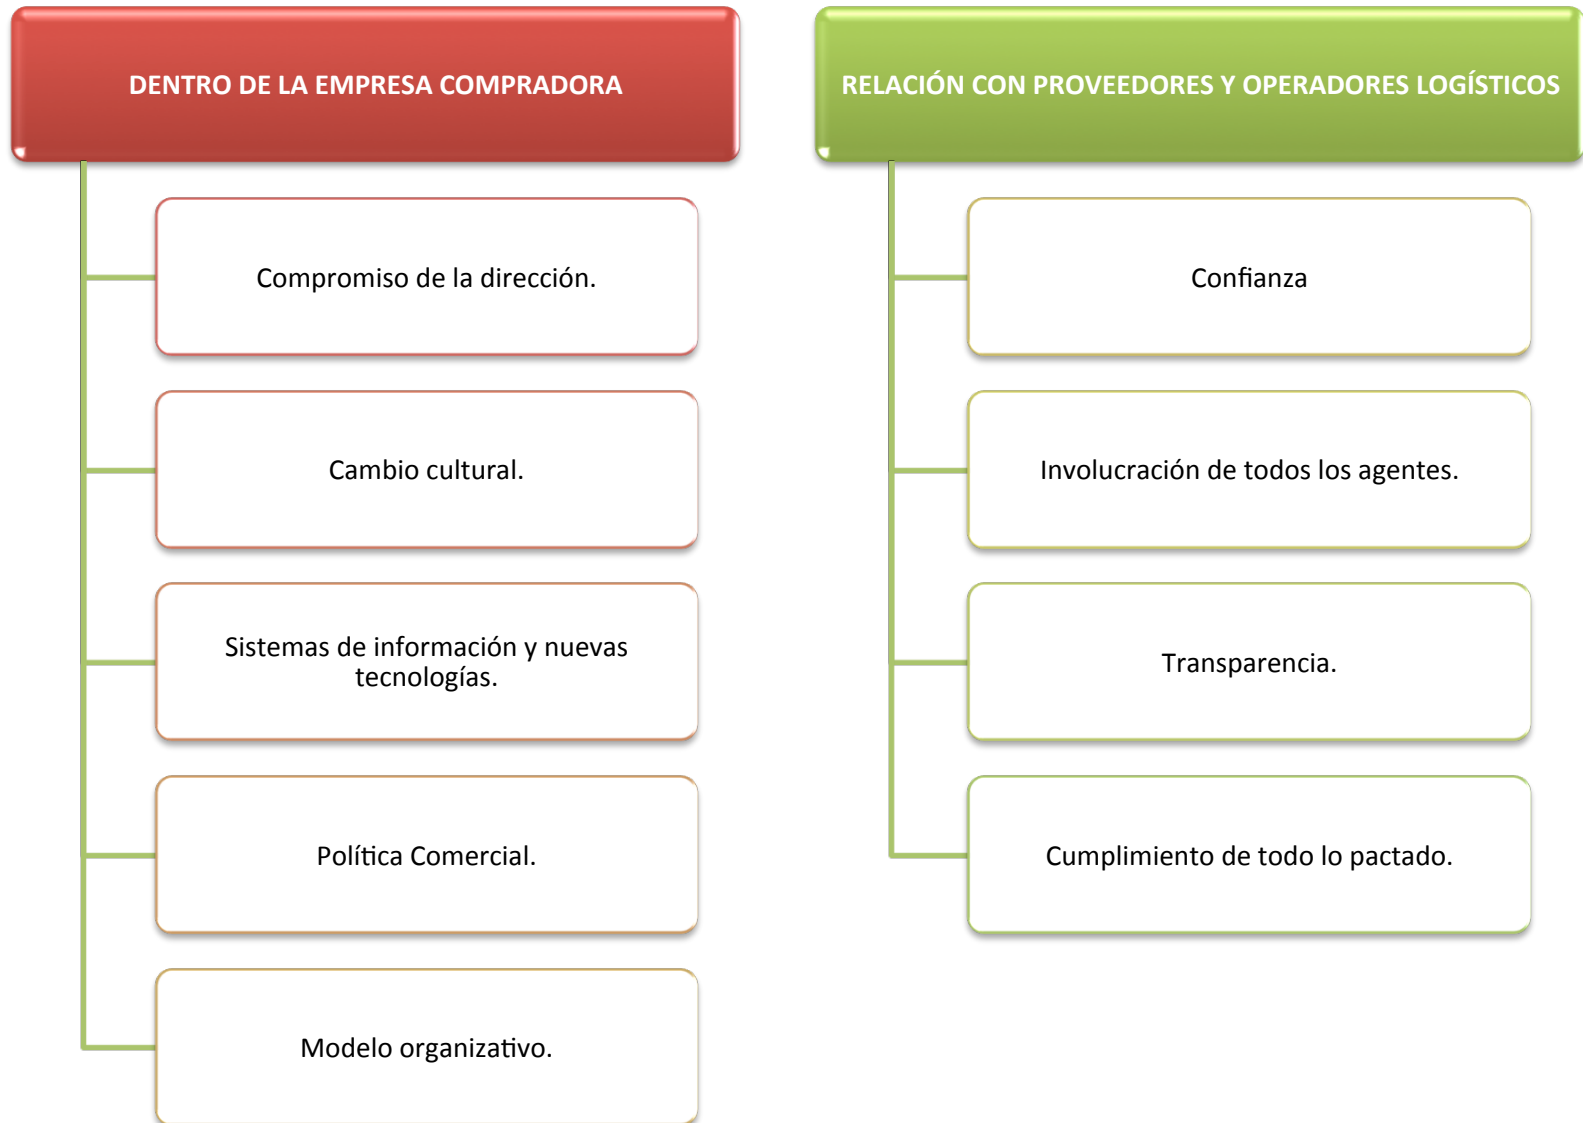 DENTRO DE LA EMPRESA COMPRADORA
Compromiso de la dirección.
Cambio cultural.
Sistemas de información y nuevas
tecnologías.
Política Comercial.
Modelo organizativo.
RELACIÓN CON PROVEEDORES Y OPERADORES LOGÍSTICOS
Confianza
Involucración de todos los agentes.
Transparencia.
Cumplimiento de todo lo pactado.